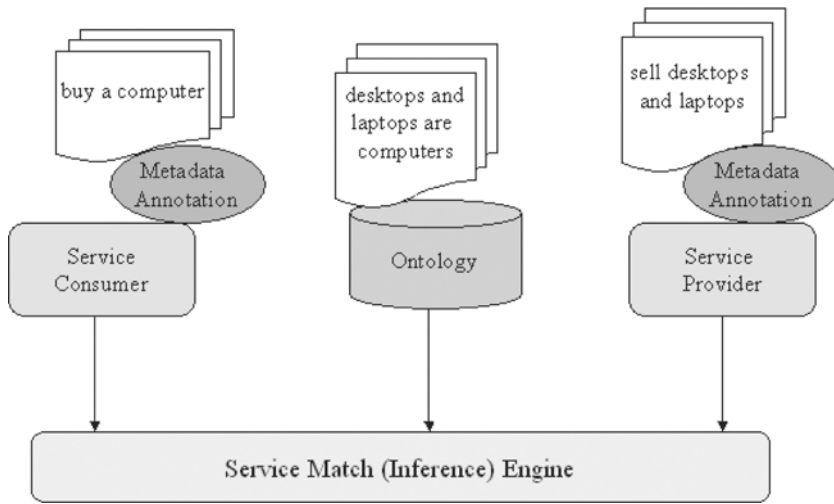 buy a computer
Metadata
Annotation
Service
Consumer
desktops and
laptops are
computers
Ontology
sell desktops
and laptops
Metadata
Annotation
Service
Provider
Service Match (Inference) Engine